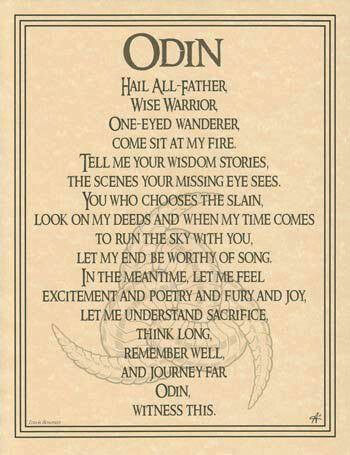 ODIN
HAIL ALL-FATHER,
WISE WARRIOR,
ONE-EYED WANDERER,
COME SIT AT MY FIRE.
TELL ME YOUR WISDOM STORIES,
THE SCENES YOUR MISSING EYE SEES.
YOU WHO CHOOSES THE SLAIN,
LOOK ON MY DEEDS AND WHEN MY TIME COMES
TO RUN THE SKY WITH YOU,
LET MY END BE WORTHY OF SONG.
IN THE MEANTIME, LET ME FEEL
EXCITEMENT AND POETRY AND FURY AND JOY,
LET ME UNDERSTAND SACRIFICE,
THINK LONG,
REMEMBER WELL,
AND JOURNEY FAR
ODIN,
WITNESS THIS.